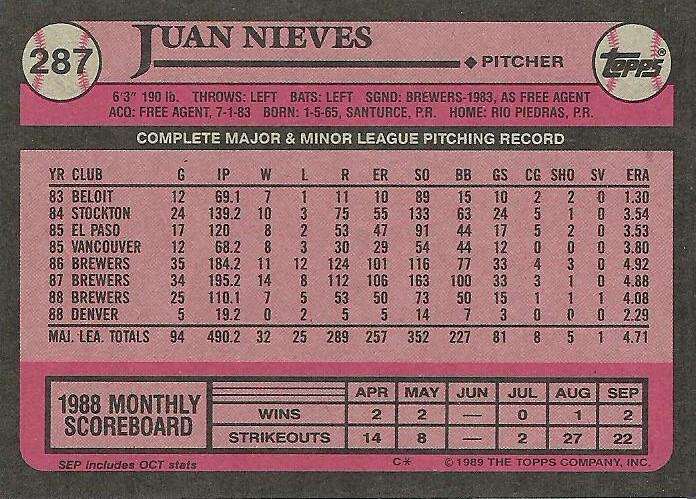 287
JUAN NIEVES
◆ PITCHER
TOPPS®
6'3" 190 lb. THROWS: LEFT BATS: LEFT SGND: BREWERS-1983, AS FREE AGENT
ACQ: FREE AGENT, 7-1-83 BORN: 1-5-65, SANTURCE, P.R. HOME: RIO PIEDRAS, P.R.
COMPLETE MAJOR & MINOR LEAGUE PITCHING RECORD
YR CLUB G IP W L R ER SO BB GS CG SHO SV ERA
83 BELOIT 12 69.1 7 1 11 10 89 15 10 2 2 0 1.30
84 STOCKTON 24 139.2 10 3 75 55 133 63 24 5 2 0 3.54
85 EL PASO 17 120 8 2 53 47 91 44 17 5 2 0 3.53
85 VANCOUVER 12 68.2 8 3 30 29 54 44 12 0 0 0 3.80
86 BREWERS 35 184.2 11 12 124 101 116 77 33 4 3 0 4.92
87 BREWERS 34 195.2 14 8 112 106 163 100 33 3 1 0 4.88
88 BREWERS 25 110.1 7 5 53 50 73 50 15 1 1 1 4.08
88 DENVER 5 19.2 0 2 5 5 14 7 3 0 0 0 2.29
MAJ. LEA. TOTALS 94 490.2 32 25 289 257 352 227 81 8 5 1 4.71
1988 MONTHLY SCOREBOARD
APR MAY JUN JUL AUG SEP
WINS 2 2 — 0 1 2
STRIKEOUTS 14 8 — 2 27 22
SEP includes OCT stats
C* © 1989 THE TOPPS COMPANY, INC.